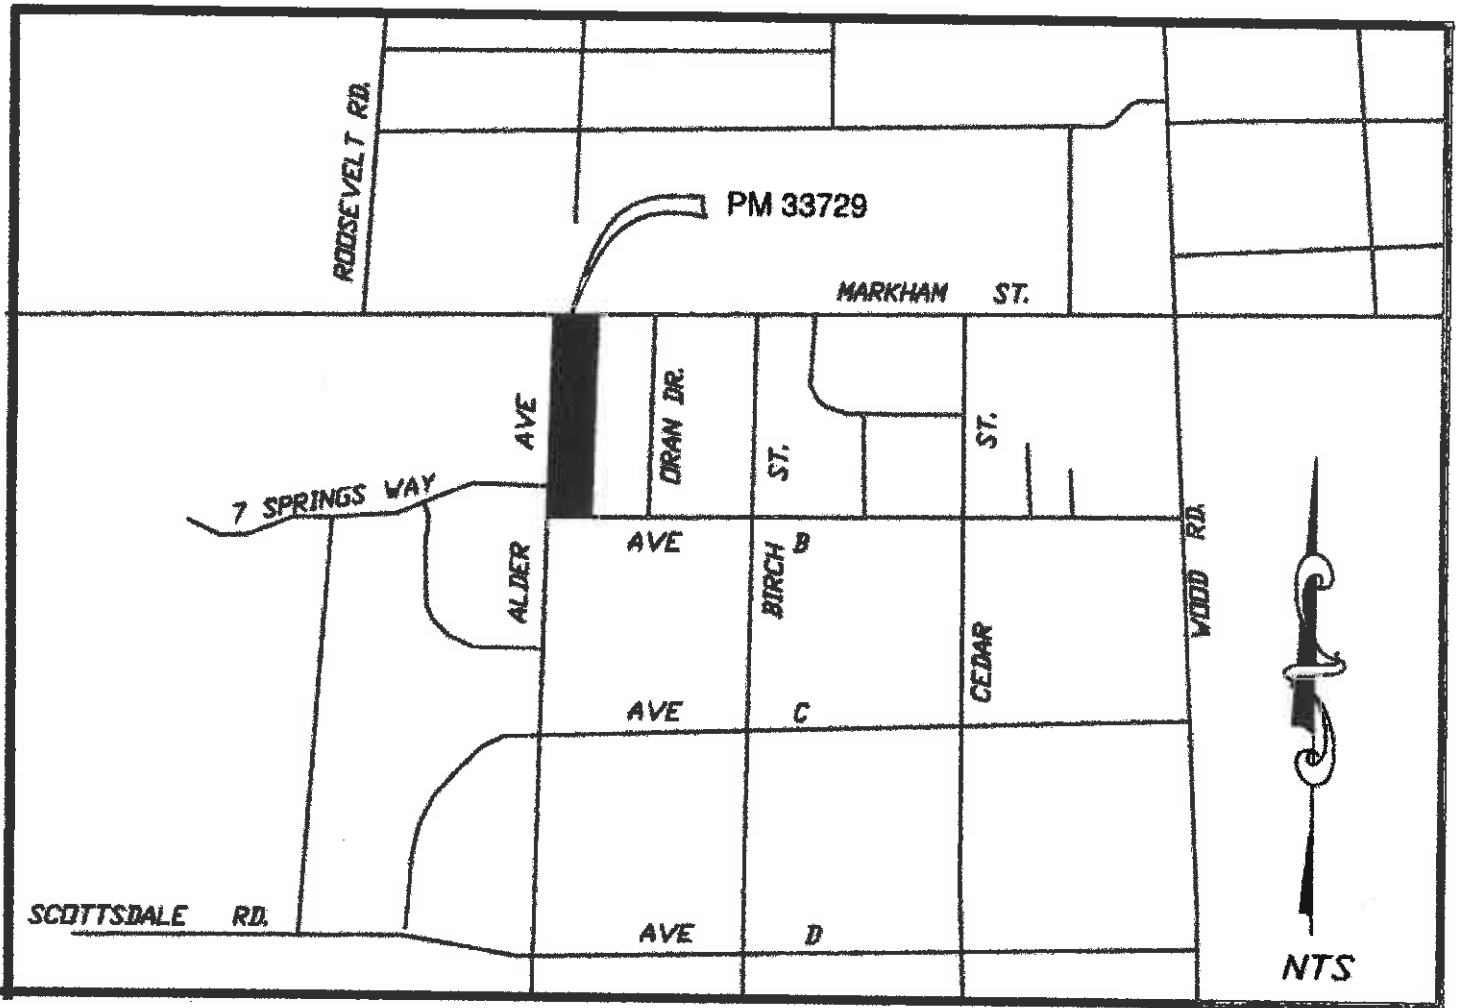 ROOSEVELT RD.
PM 33729
MARKHAM ST.
AVE
ORAN DR.
ST.
ST.
7 SPRINGS WAY
ALDER
AVE B
BIRCH
WOOD RD.
CEDAR
AVE C
SCOTTSDALE RD.
AVE D
NTS